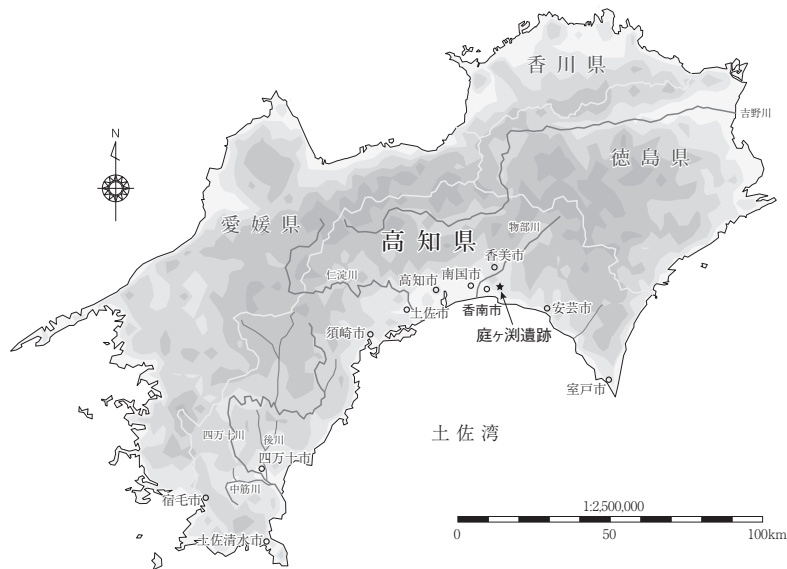 香川県
吉野川
N
徳島県
愛媛県
高知県
物部川
香美市
仁淀川
高知市
南国市
土佐市
香南市
安芸市
須崎市
庭ヶ渕遺跡
室戸市
土佐湾
四万十川
後川
四万十市
中筋川
宿毛市
土佐清水市
1:2,500,000
0
50
100km